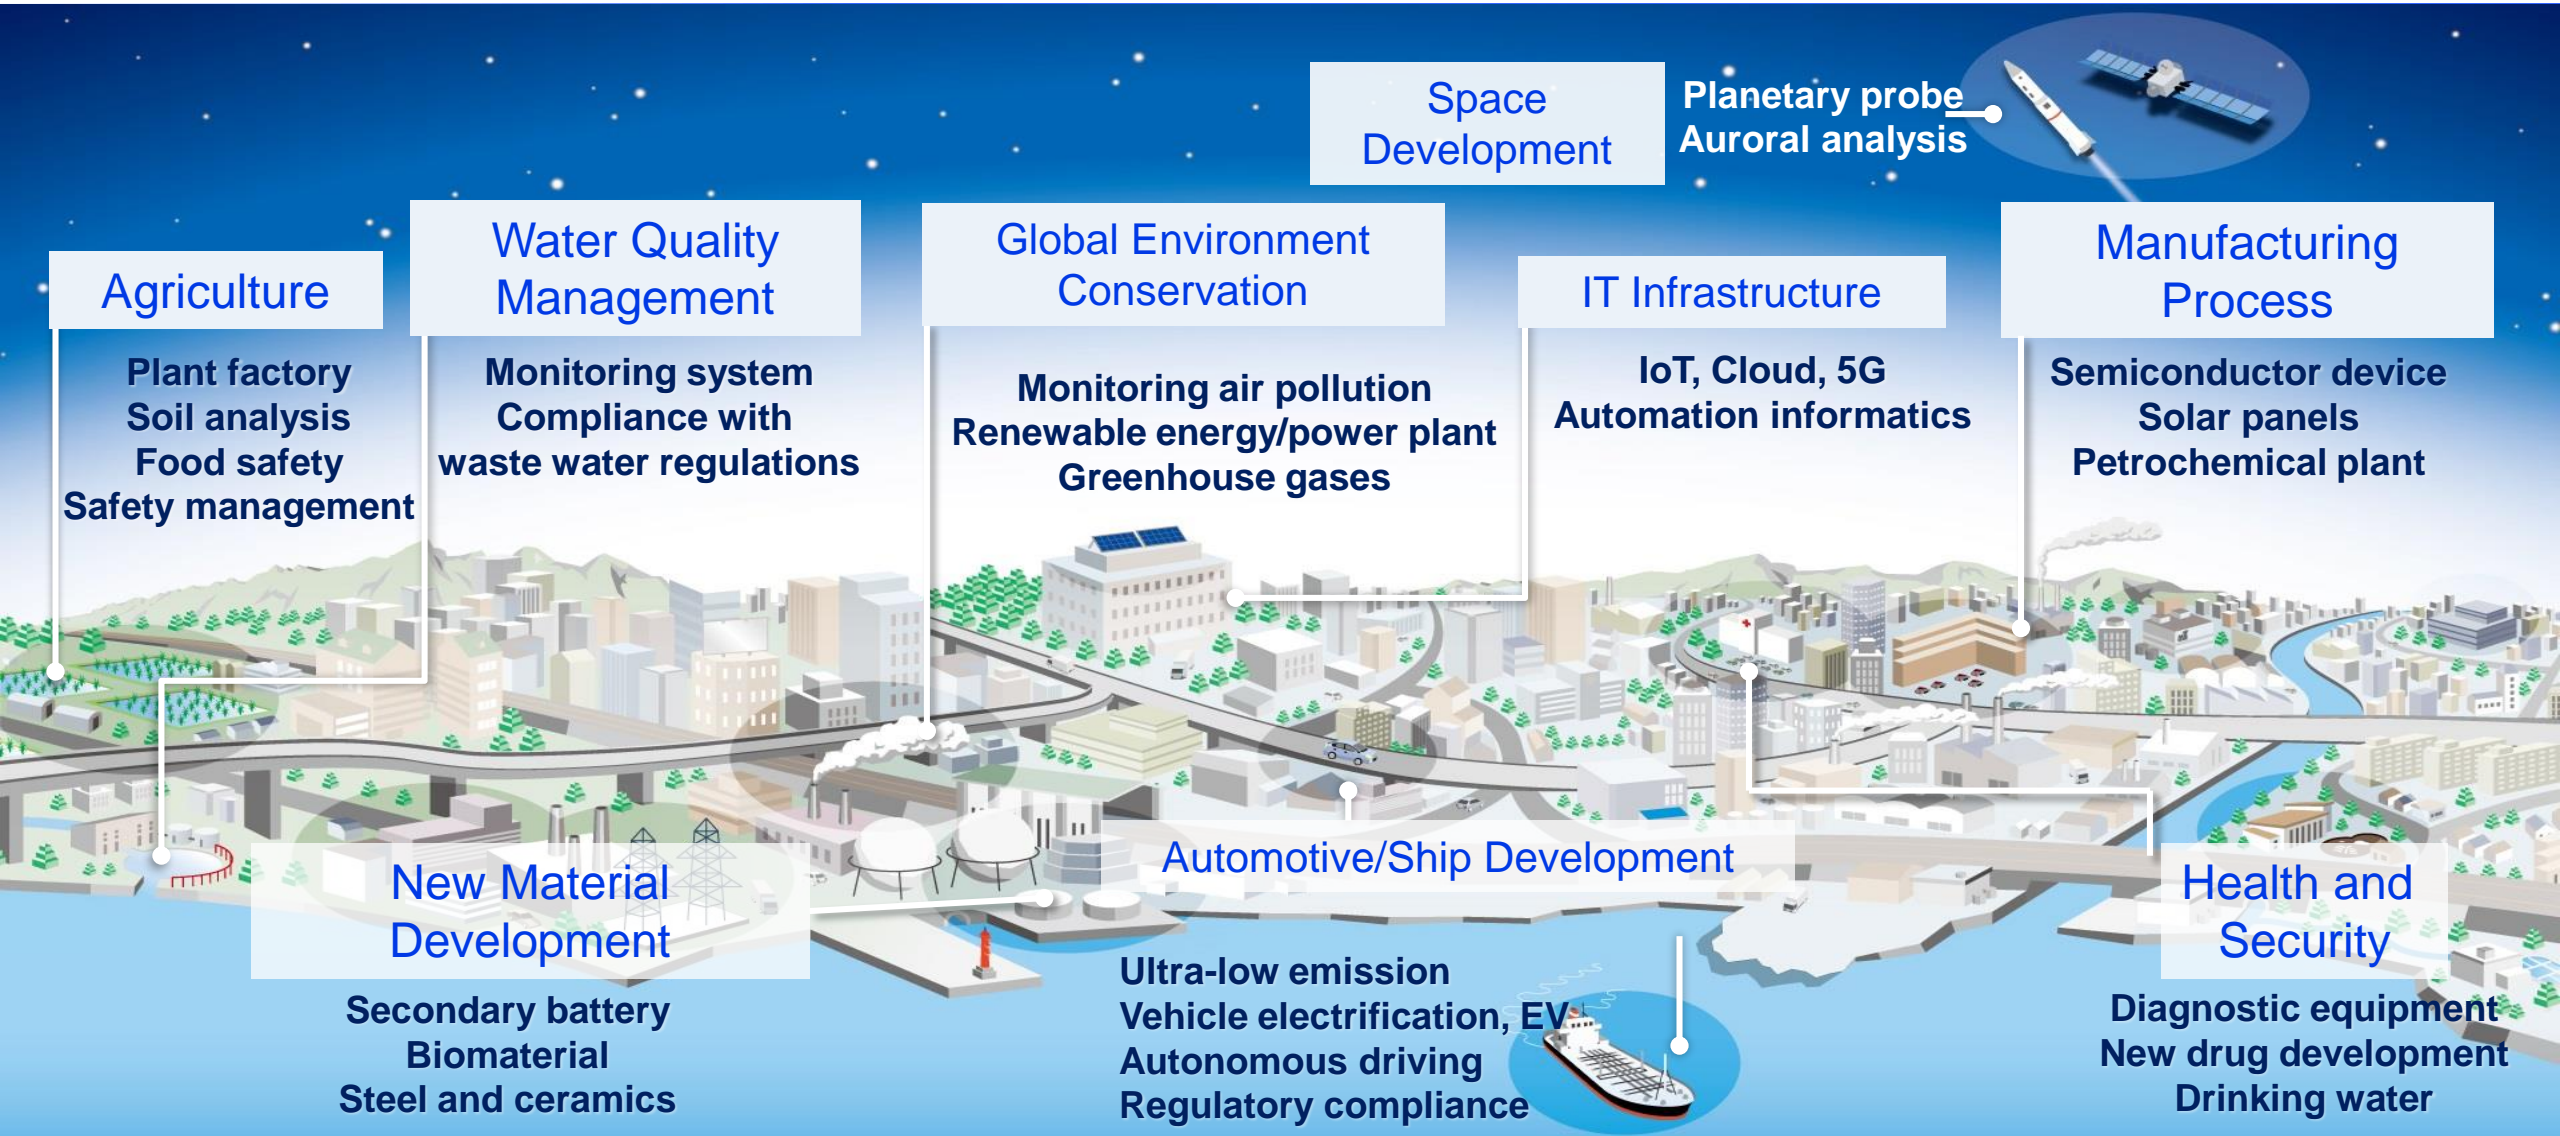 Space
Development
Planetary probe
Auroral analysis
Agriculture
Plant factory
Soil analysis
Food safety
Safety management
Water Quality
Management
Monitoring system
Compliance with
waste water regulations
Global Environment
Conservation
Monitoring air pollution
Renewable energy/power plant
Greenhouse gases
IT Infrastructure
IoT, Cloud, 5G
Automation informatics
Manufacturing
Process
Semiconductor device
Solar panels
Petrochemical plant
New Material
Development
Secondary battery
Biomaterial
Steel and ceramics
Automotive/Ship Development
Ultra-low emission
Vehicle electrification, EV
Autonomous driving
Regulatory compliance
Health and
Security
Diagnostic equipment
New drug development
Drinking water